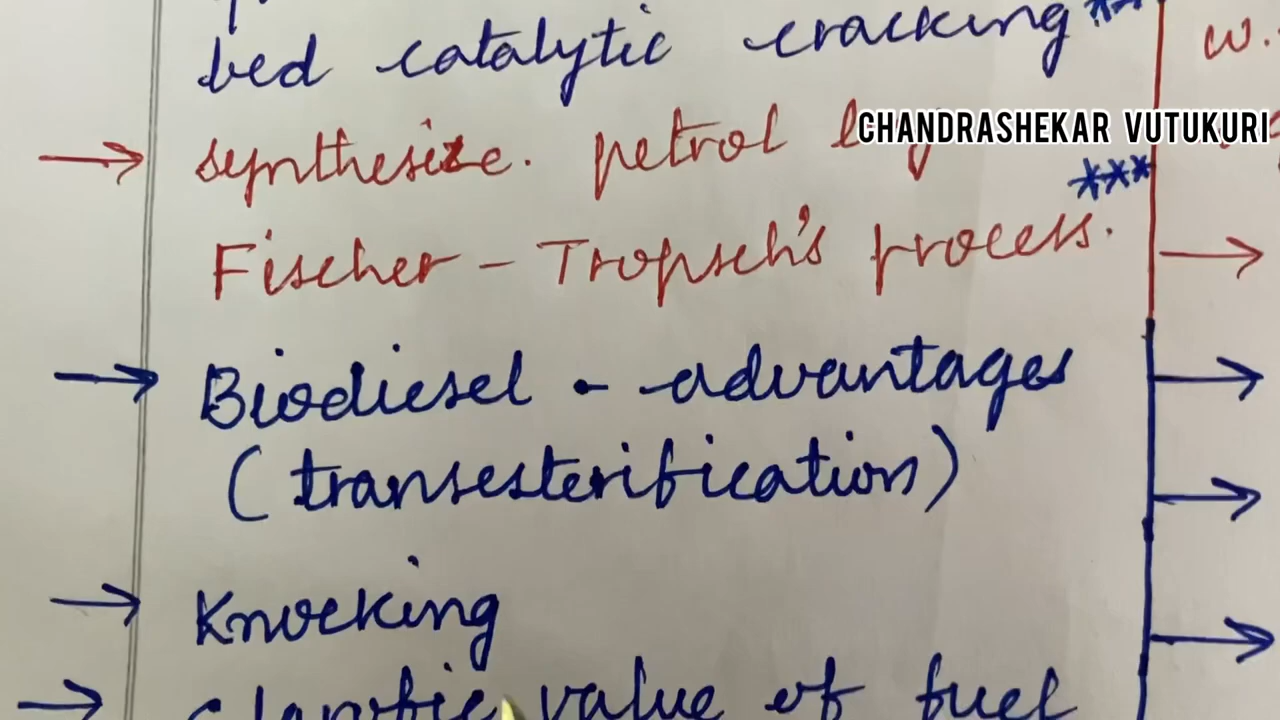 bed catalytic cracking **
w.
CHANDRASHEKAR VUTUKURI
→ synthesize. petrol
***
Fischer - Tropsch's process.
→ Biodiesel - advantages
(transesterification)
→ Knocking
→ value of fuel